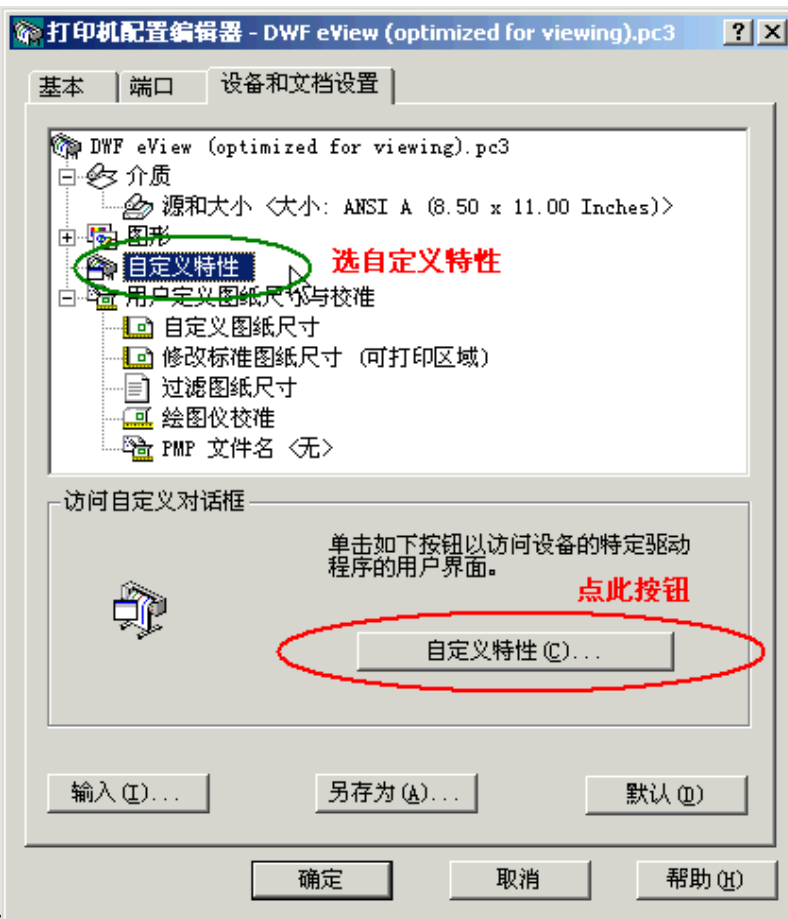 打印机配置编辑器 - DWF eView (optimized for viewing).pc3
基本 端口 设备和文档设置
DWF eView (optimized for viewing).pc3
介质
源和大小 <大小: ANSI A (8.50 x 11.00 Inches)>
图形
自定义特性 选自定义特性
用户定义图纸尺寸与校准
自定义图纸尺寸
修改标准图纸尺寸 (可打印区域)
过滤图纸尺寸
绘图仪校准
PMP 文件名 <无>
访问自定义对话框
单击如下按钮以访问设备的特定驱动
程序的用户界面。
点此按钮
自定义特性(C)...
输入(I)... 另存为(A)... 默认(D)
确定 取消 帮助(H)